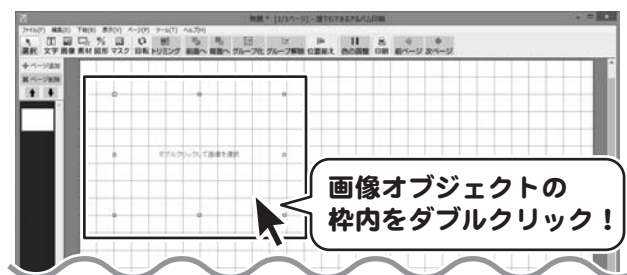 無題 * [1/1ページ] - 誰でもできるアルバム印刷
ファイル(F) 編集(E) 下絵(B) 表示(V) ページ(P) ツール(T) ヘルプ(H)
選択 文字 画像 素材 図形 マスク 回転 トリミング 前面へ 背面へ グループ化 グループ解除 位置揃え 色の調整 印刷 前ページ 次ページ
ページ追加
ページ削除
ダブルクリックして画像を選択
画像オブジェクトの
枠内をダブルクリック!